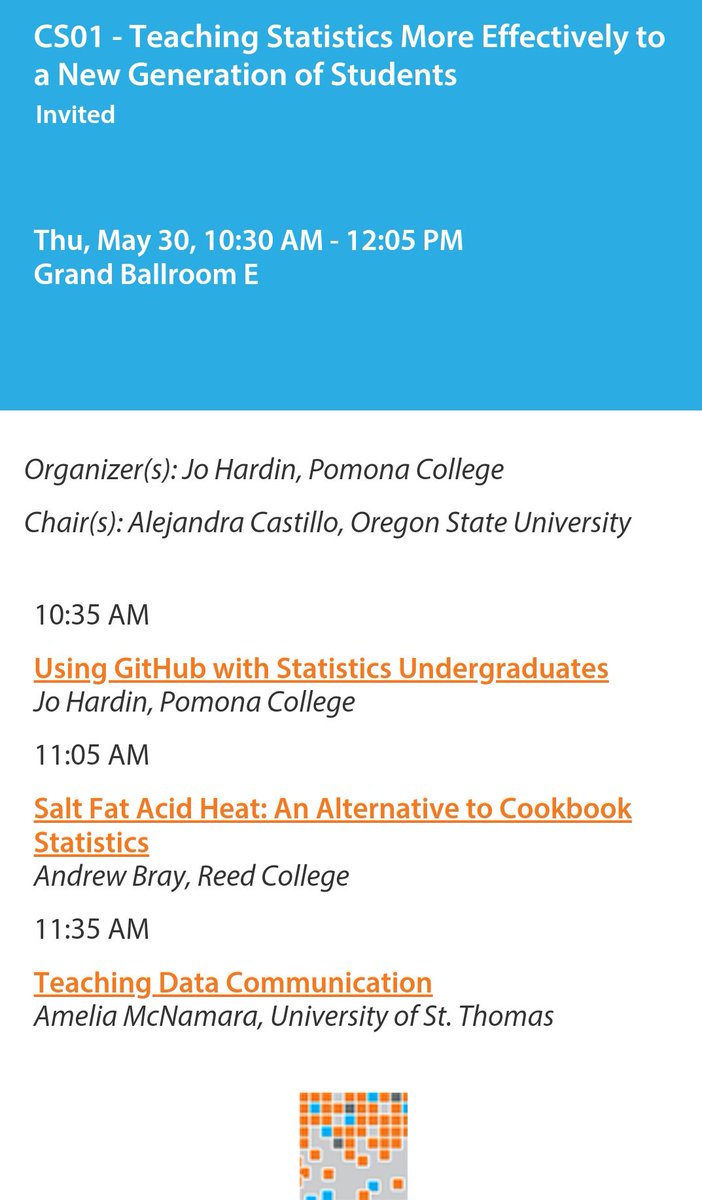 CS01 - Teaching Statistics More Effectively to
a New Generation of Students
Invited
Thu, May 30, 10:30 AM - 12:05 PM
Grand Ballroom E
Organizer(s): Jo Hardin, Pomona College
Chair(s): Alejandra Castillo, Oregon State University
10:35 AM
Using GitHub with Statistics Undergraduates
Jo Hardin, Pomona College
11:05 AM
Salt Fat Acid Heat: An Alternative to Cookbook
Statistics
Andrew Bray, Reed College
11:35 AM
Teaching Data Communication
Amelia McNamara, University of St. Thomas